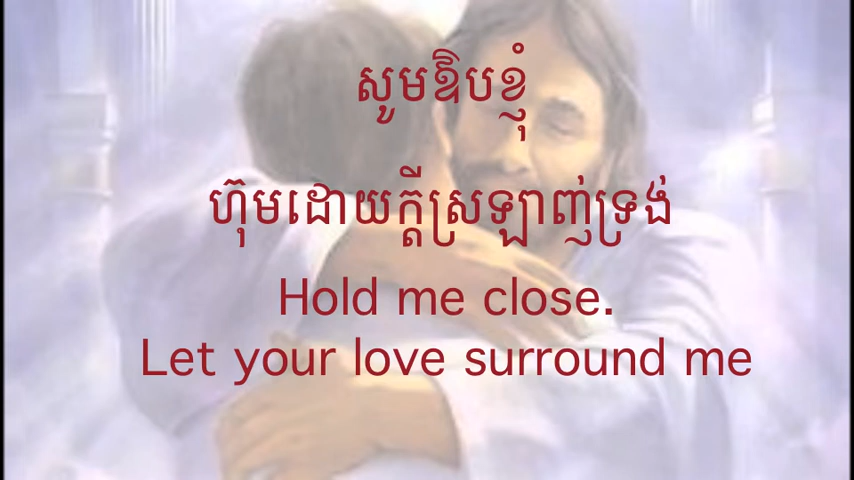 សូមឱបខ្ញុំ
ហ៊ុមដោយក្ដីស្រឡាញ់ទ្រង់
Hold me close.
Let your love surround me